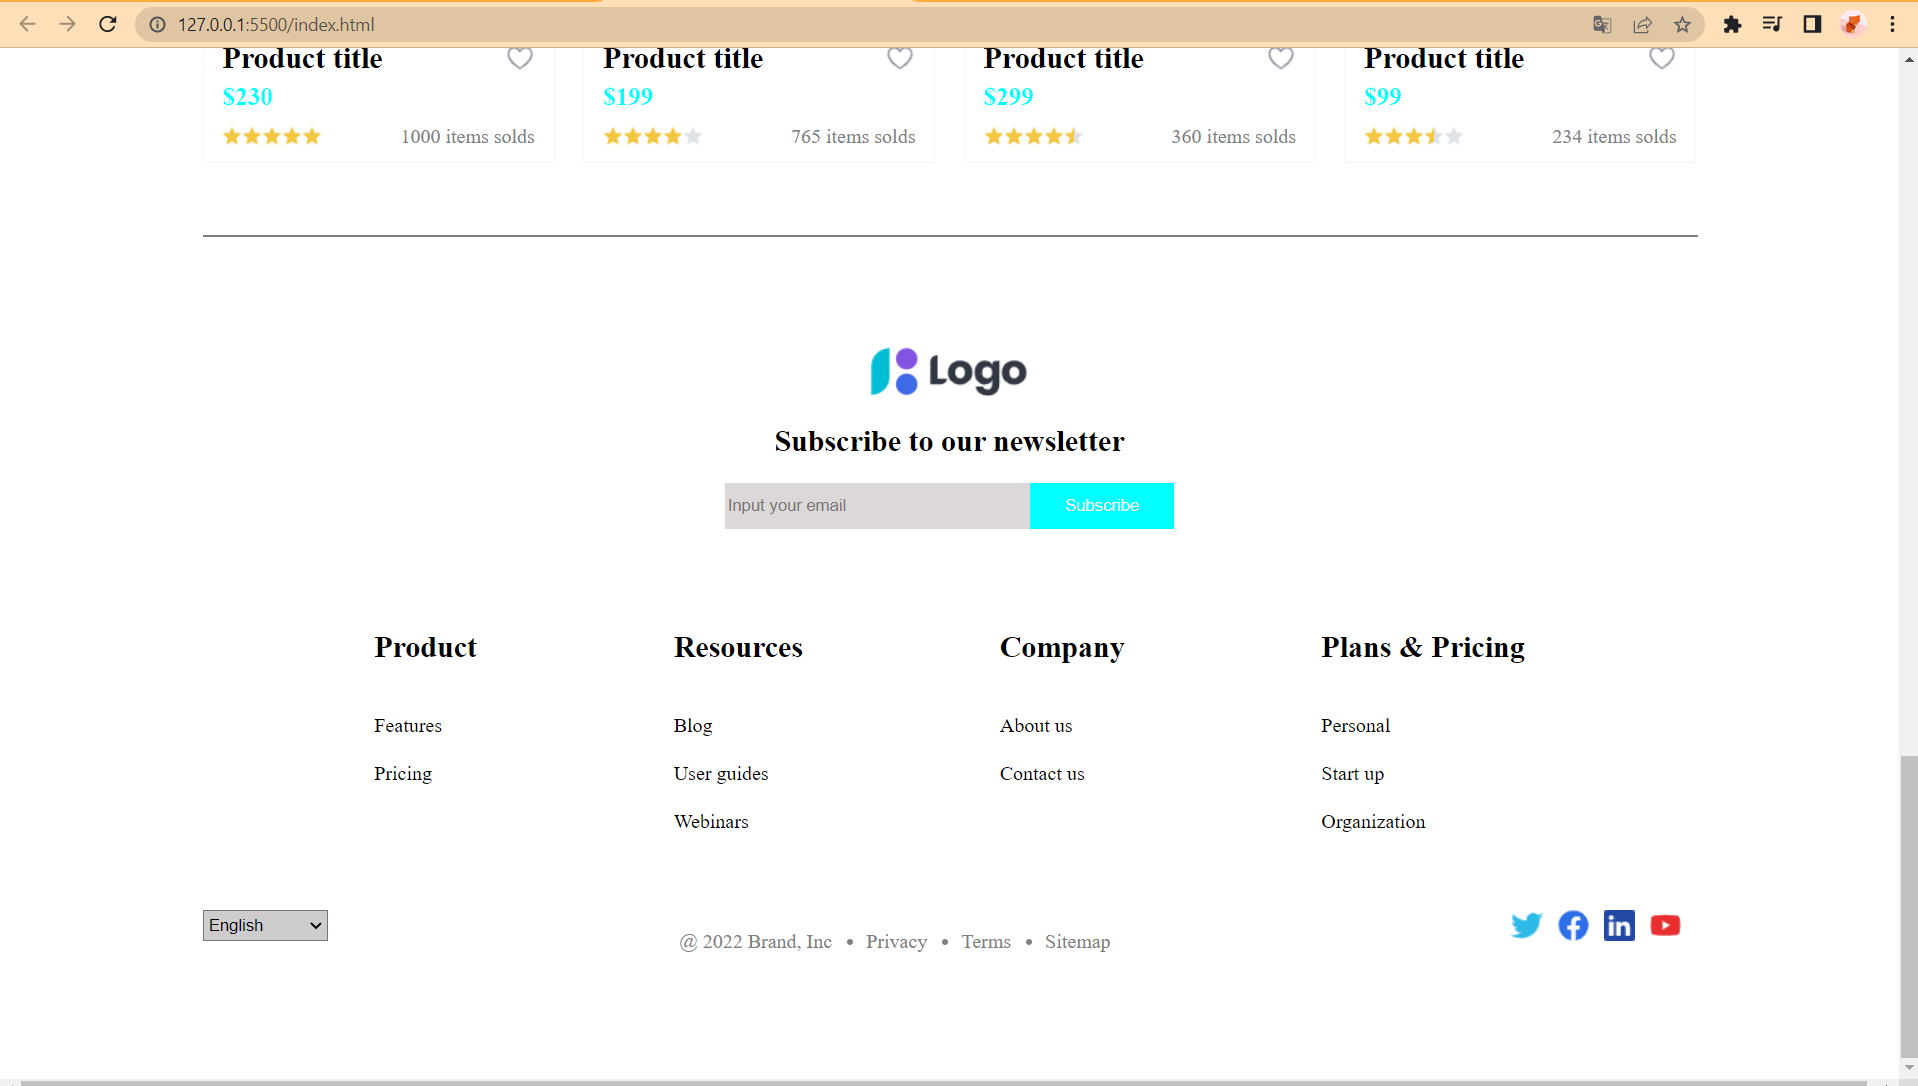 127.0.0.1:5500/index.html
Product title Product title Product title Product title
$230 $199 $299 $99
1000 items solds 765 items solds 360 items solds 234 items solds
Logo
Subscribe to our newsletter
Input your email Subscribe
Product Resources Company Plans & Pricing
Features Blog About us Personal
Pricing User guides Contact us Start up
Webinars Organization
English
@ 2022 Brand, Inc • Privacy • Terms • Sitemap
in